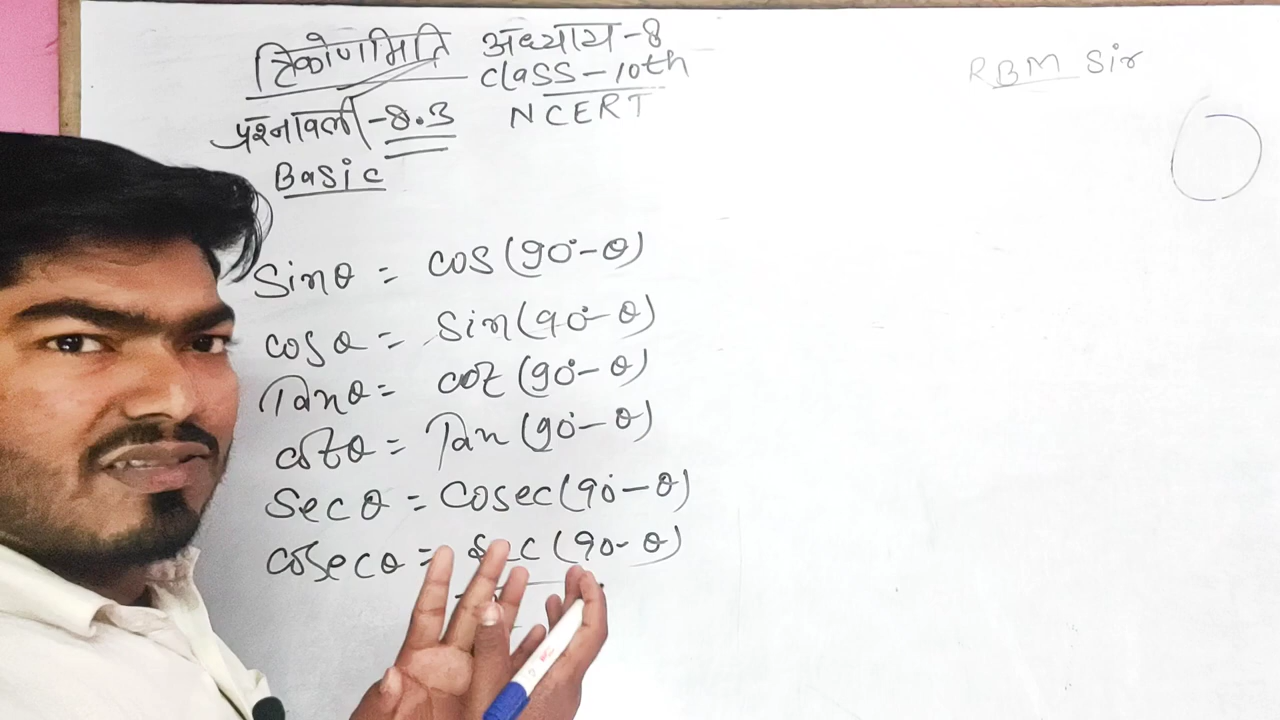 त्रिकोणमिति अध्याय-8
class-10th
RBM Sir
प्रश्नावली-8.3 NCERT
Basic
Sinθ = cos(90°-θ)
cosθ = Sin(90°-θ)
Tanθ = cot(90°-θ)
cotθ = Tan(90°-θ)
Secθ = Cosec(90°-θ)
cosecθ = Sec(90-θ)